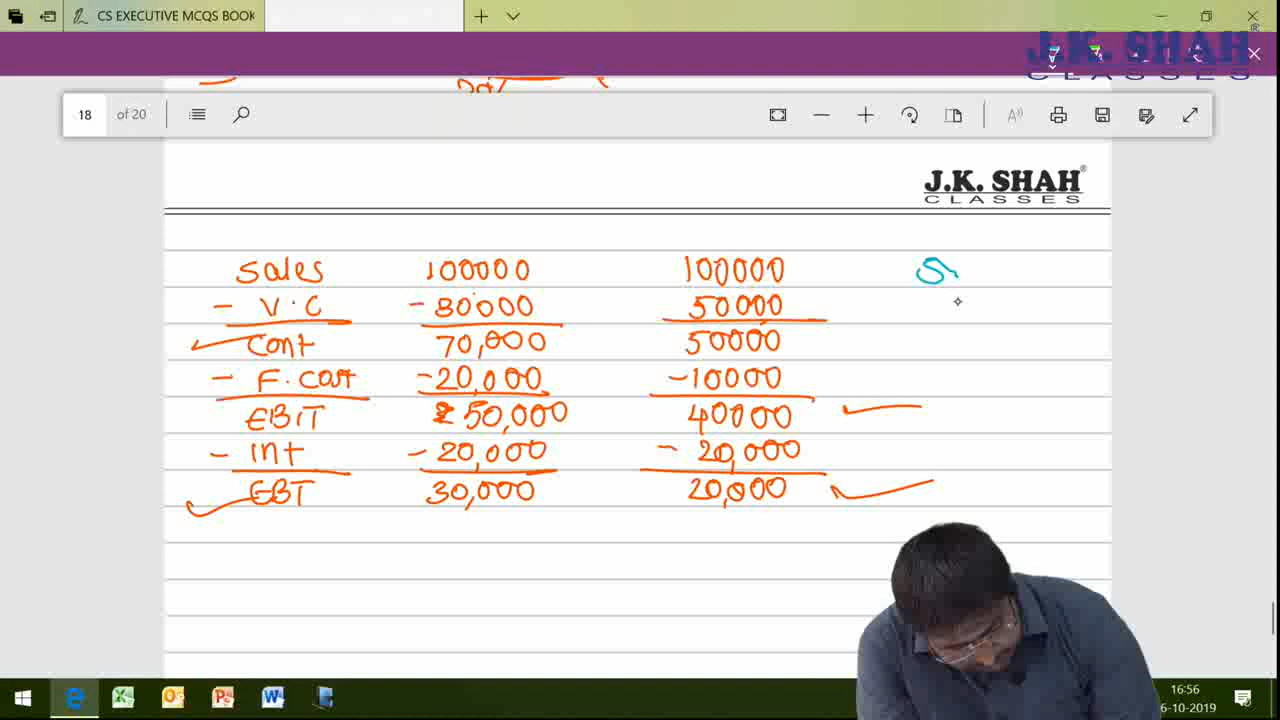 CS EXECUTIVE MCQS BOOK
J.K. SHAH®
CLASSES
18 of 20
J.K. SHAH®
CLASSES
Sales 100000 100000 S
- V.C - 30000 50000
Cont 70,000 50000
- F. Cost - 20,000 - 10000
EBIT 50,000 40000
- Int - 20,000 - 20,000
EBT 30,000 20,000
16:56
6-10-2019